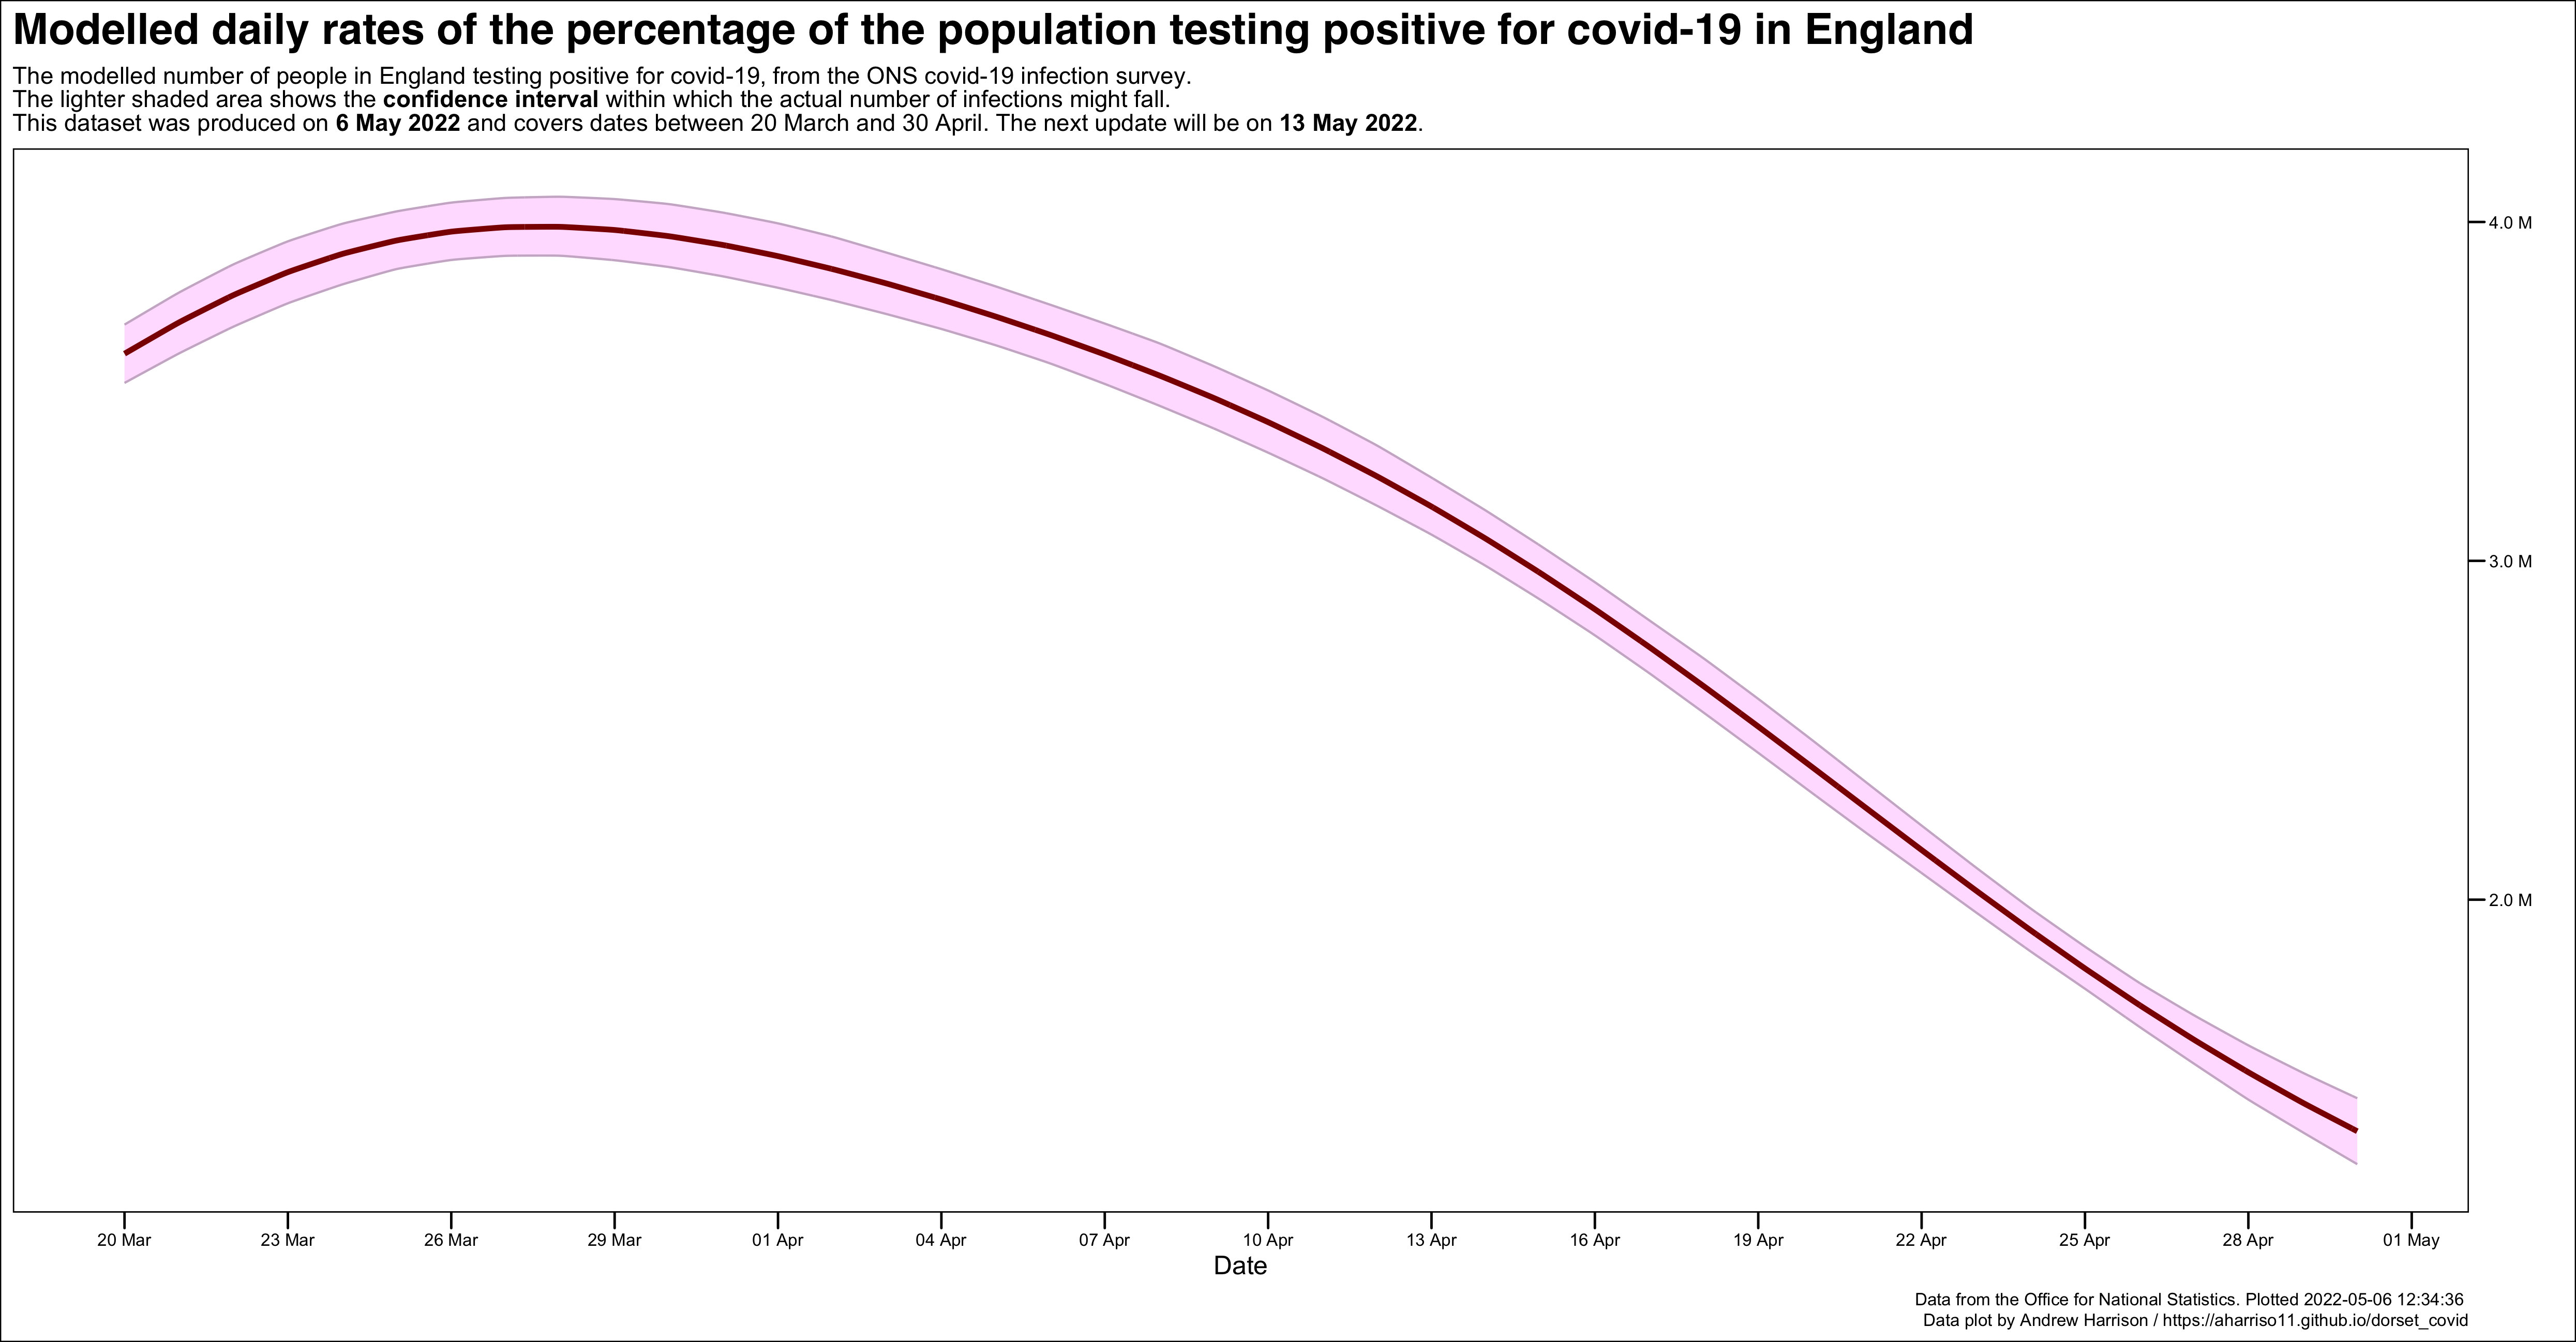 Modelled daily rates of the percentage of the population testing positive for covid-19 in England
The modelled number of people in England testing positive for covid-19, from the ONS covid-19 infection survey.
The lighter shaded area shows the confidence interval within which the actual number of infections might fall.
This dataset was produced on 6 May 2022 and covers dates between 20 March and 30 April. The next update will be on 13 May 2022.
4.0 M
3.0 M
2.0 M
20 Mar 23 Mar 26 Mar 29 Mar 01 Apr 04 Apr 07 Apr 10 Apr 13 Apr 16 Apr 19 Apr 22 Apr 25 Apr 28 Apr 01 May
Date
Data from the Office for National Statistics. Plotted 2022-05-06 12:34:36
Data plot by Andrew Harrison / https://aharriso11.github.io/dorset_covid